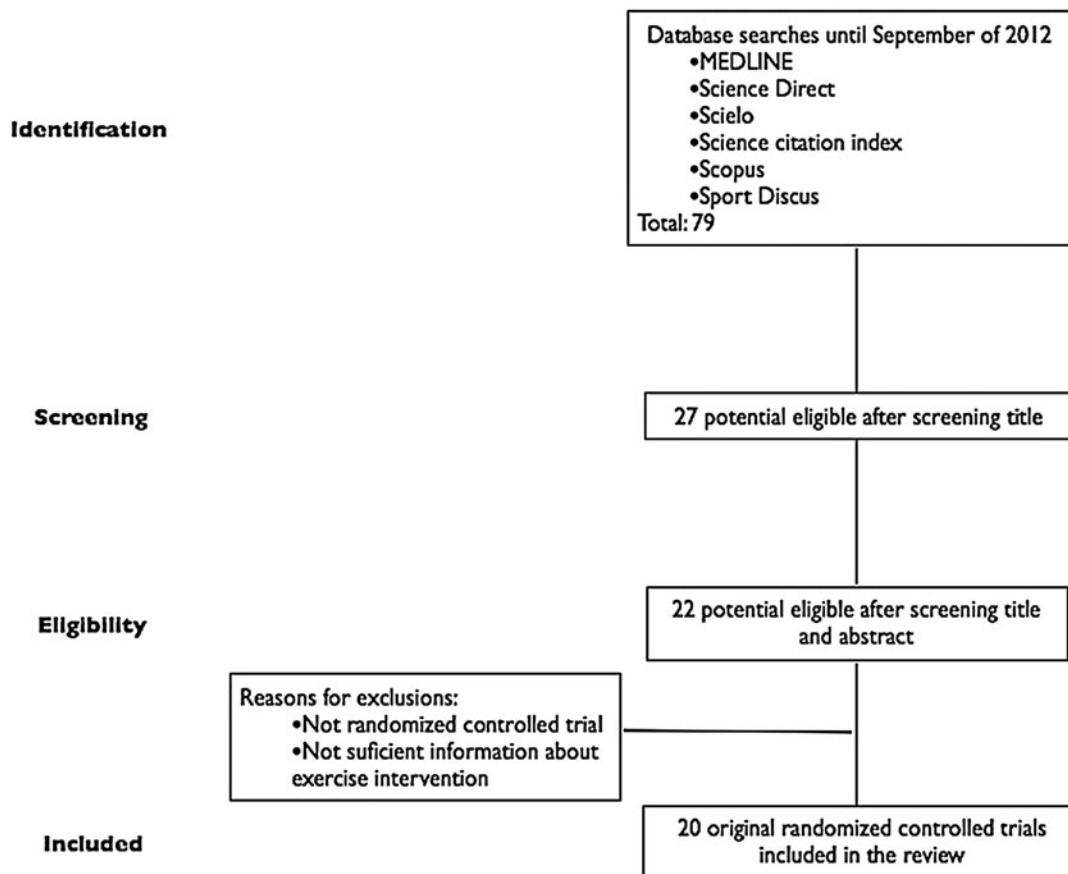 Identification
Database searches until September of 2012
•MEDLINE
•Science Direct
•Scielo
•Science citation index
•Scopus
•Sport Discus
Total: 79
Screening
27 potential eligible after screening title
Eligibility
22 potential eligible after screening title
and abstract
Reasons for exclusions:
•Not randomized controlled trial
•Not suficient information about
exercise intervention
Included
20 original randomized controlled trials
included in the review